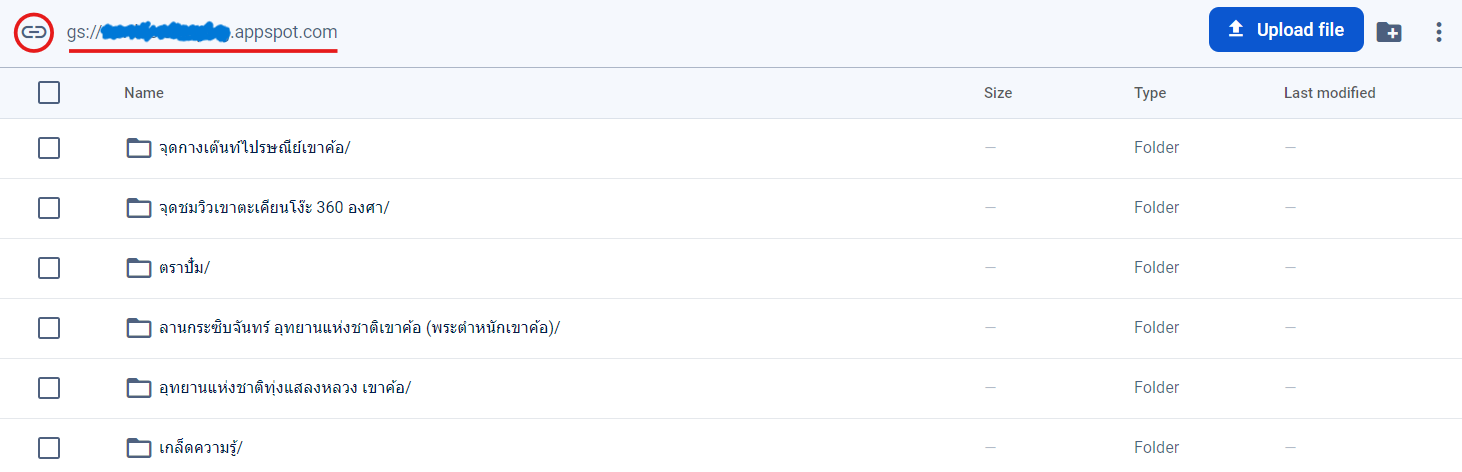 gs:// .appspot.com Upload file
Name Size Type Last modified
จุดกางเต๊นท์ไปรษณีย์เขาค้อ/ — Folder —
จุดชมวิวเขาตะเคียนโง๊ะ 360 องศา/ — Folder —
ตราปั๊ม/ — Folder —
ลานกระซิบจันทร์ อุทยานแห่งชาติเขาค้อ (พระตำหนักเขาค้อ)/ — Folder —
อุทยานแห่งชาติทุ่งแสลงหลวง เขาค้อ/ — Folder —
เกล็ดความรู้/ — Folder —